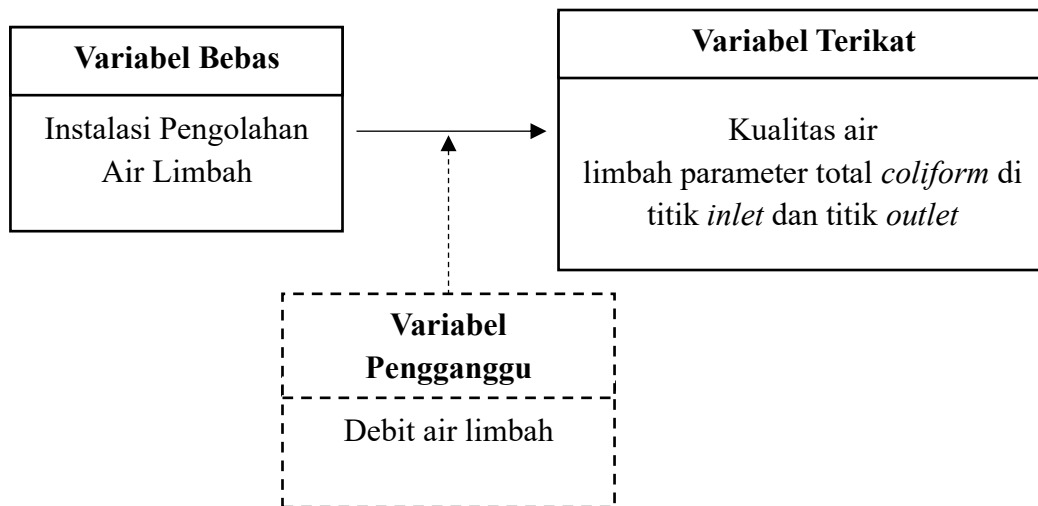 Variabel Bebas
Instalasi Pengolahan
Air Limbah
Variabel Terikat
Kualitas air
limbah parameter total coliform di
titik inlet dan titik outlet
Variabel
Pengganggu
Debit air limbah